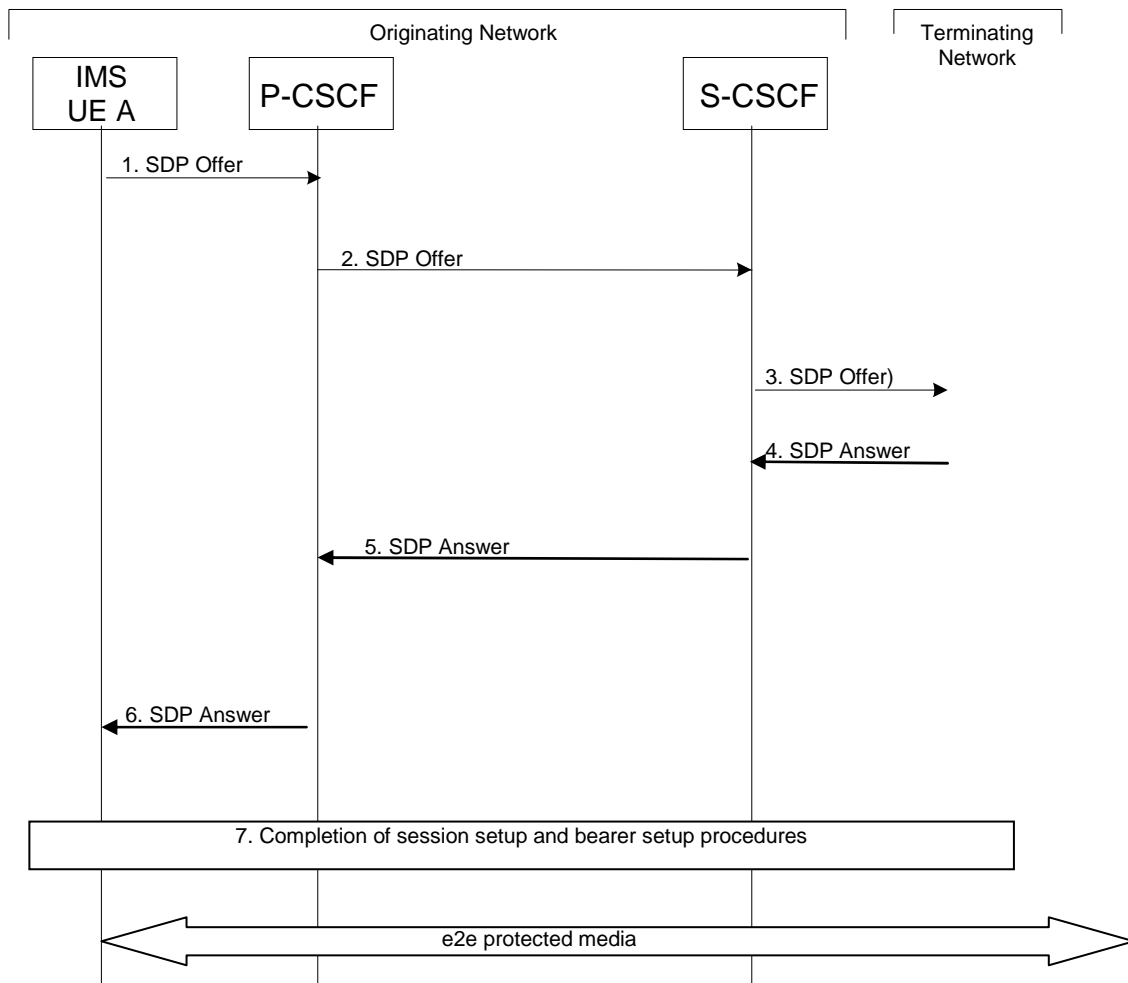 Originating Network
Terminating
Network
IMS
UE A
P-CSCF
S-CSCF
1. SDP Offer
2. SDP Offer
3. SDP Offer)
4. SDP Answer
5. SDP Answer
6. SDP Answer
7. Completion of session setup and bearer setup procedures
e2e protected media